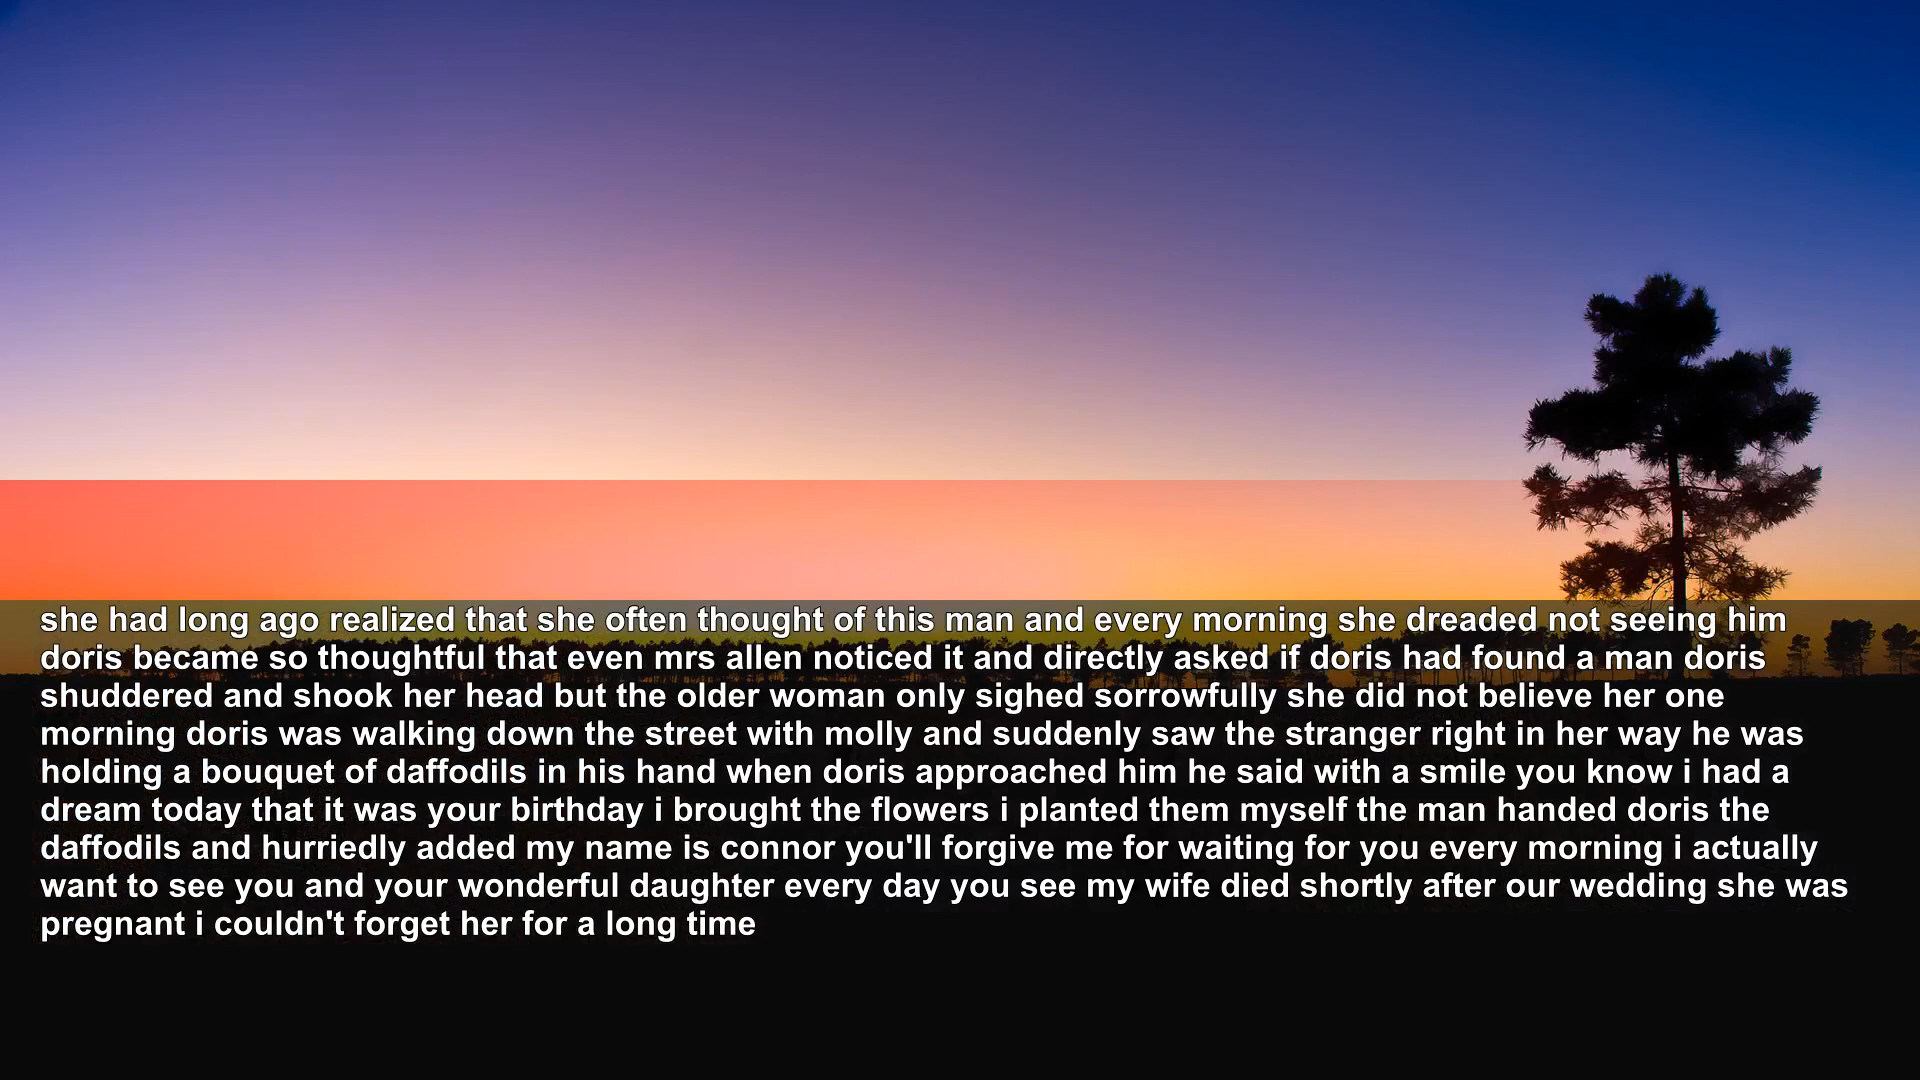 she had long ago realized that she often thought of this man and every morning she dreaded not seeing him
doris became so thoughtful that even mrs allen noticed it and directly asked if doris had found a man doris
shuddered and shook her head but the older woman only sighed sorrowfully she did not believe her one
morning doris was walking down the street with molly and suddenly saw the stranger right in her way he was
holding a bouquet of daffodils in his hand when doris approached him he said with a smile you know i had a
dream today that it was your birthday i brought the flowers i planted them myself the man handed doris the
daffodils and hurriedly added my name is connor you'll forgive me for waiting for you every morning i actually
want to see you and your wonderful daughter every day you see my wife died shortly after our wedding she was
pregnant i couldn't forget her for a long time